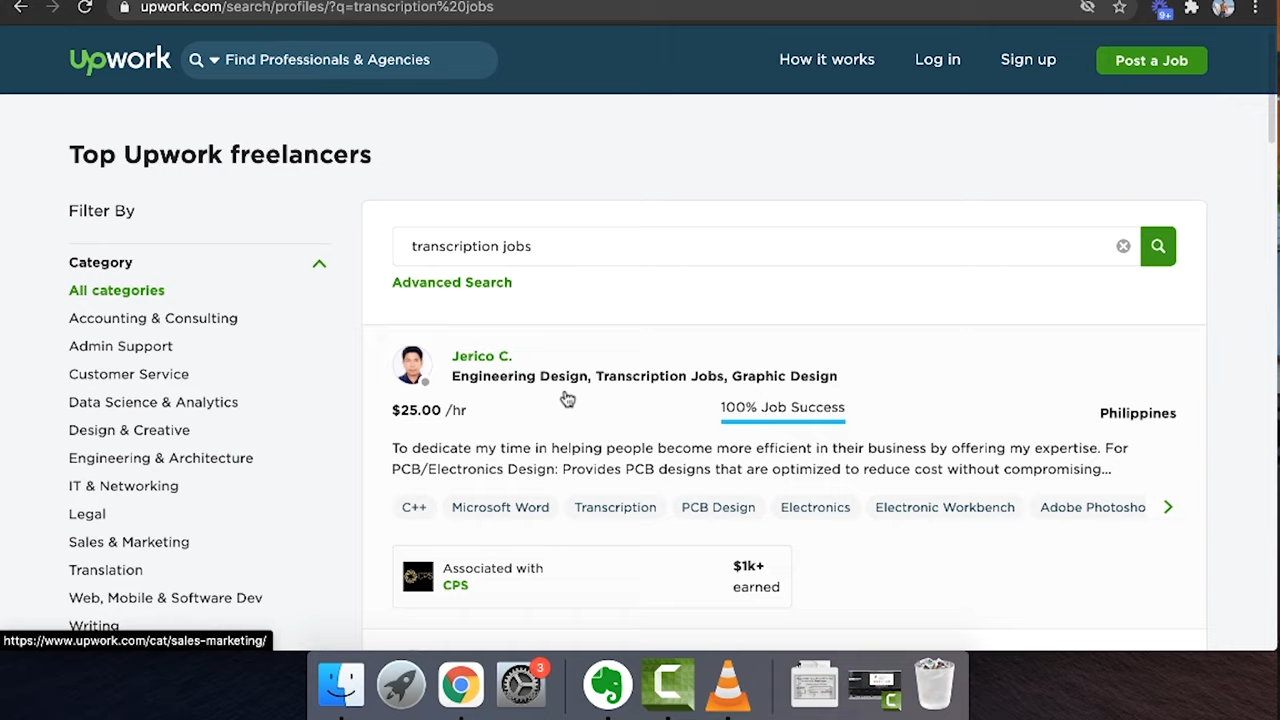 upwork.com/search/profiles/?q=transcription%20jobs
9+
upwork
Find Professionals & Agencies
How it works
Log in
Sign up
Post a Job
Top Upwork freelancers
Filter By
Category
All categories
Accounting & Consulting
Admin Support
Customer Service
Data Science & Analytics
Design & Creative
Engineering & Architecture
IT & Networking
Legal
Sales & Marketing
Translation
Web, Mobile & Software Dev
Writing
https://www.upwork.com/cat/sales-marketing/
transcription jobs
Advanced Search
Jerico C.
Engineering Design, Transcription Jobs, Graphic Design
$25.00 /hr
100% Job Success
Philippines
To dedicate my time in helping people become more efficient in their business by offering my expertise. For
PCB/Electronics Design: Provides PCB designs that are optimized to reduce cost without compromising...
C++ Microsoft Word Transcription PCB Design Electronics Electronic Workbench Adobe Photosho
CPS
Associated with
CPS
$1k+
earned
3